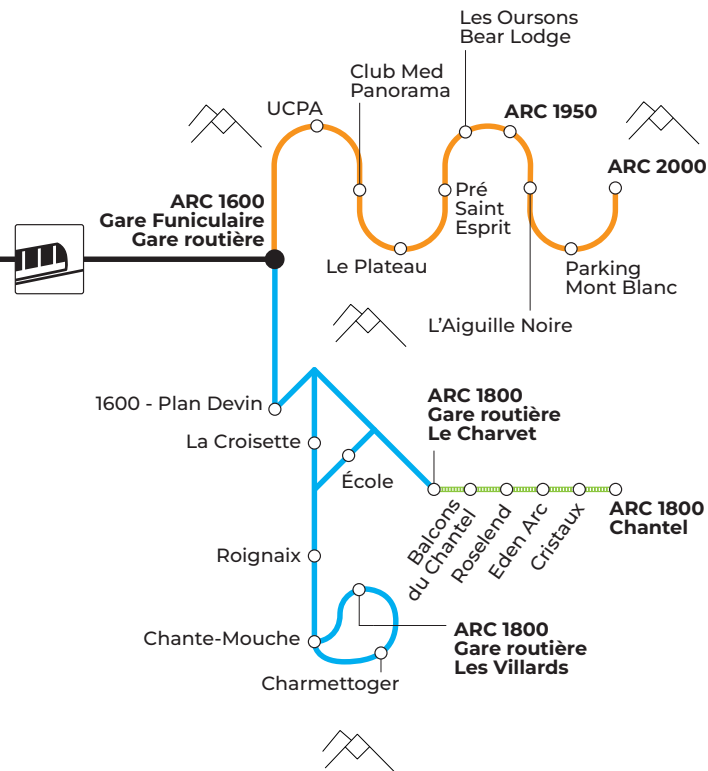 Les Oursons
Bear Lodge
Club Med
Panorama
UCPA
ARC 1950
ARC 2000
ARC 1600
Gare Funiculaire
Gare routière
Pré
Saint
Esprit
Le Plateau
Parking
Mont Blanc
L'Aiguille Noire
1600 - Plan Devin
ARC 1800
Gare routière
Le Charvet
La Croisette
École
Balcons
du Chantel
Roselend
Eden Arc
Cristaux
ARC 1800
Chantel
Roignaix
Chante-Mouche
ARC 1800
Gare routière
Les Villards
Charmettoger